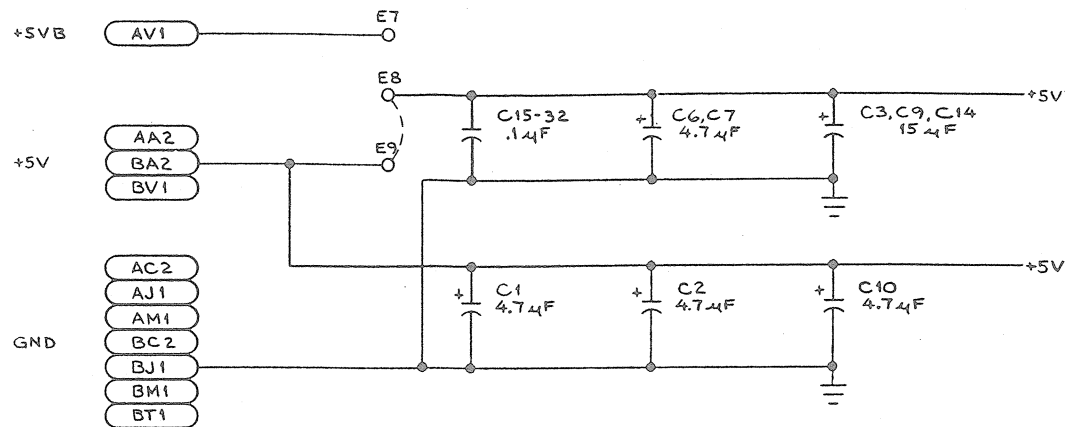 E7
+5VB AV1
E8
+5V
C15-32
.1µF
+ C6,C7
4.7µF
+ C3,C9,C14
15µF
AA2
E9
+5V BA2
BV1
AC2
+5V
AJ1
+ C1
4.7µF
+ C2
4.7µF
+ C10
4.7µF
AM1
GND BC2
BJ1
BM1
BT1